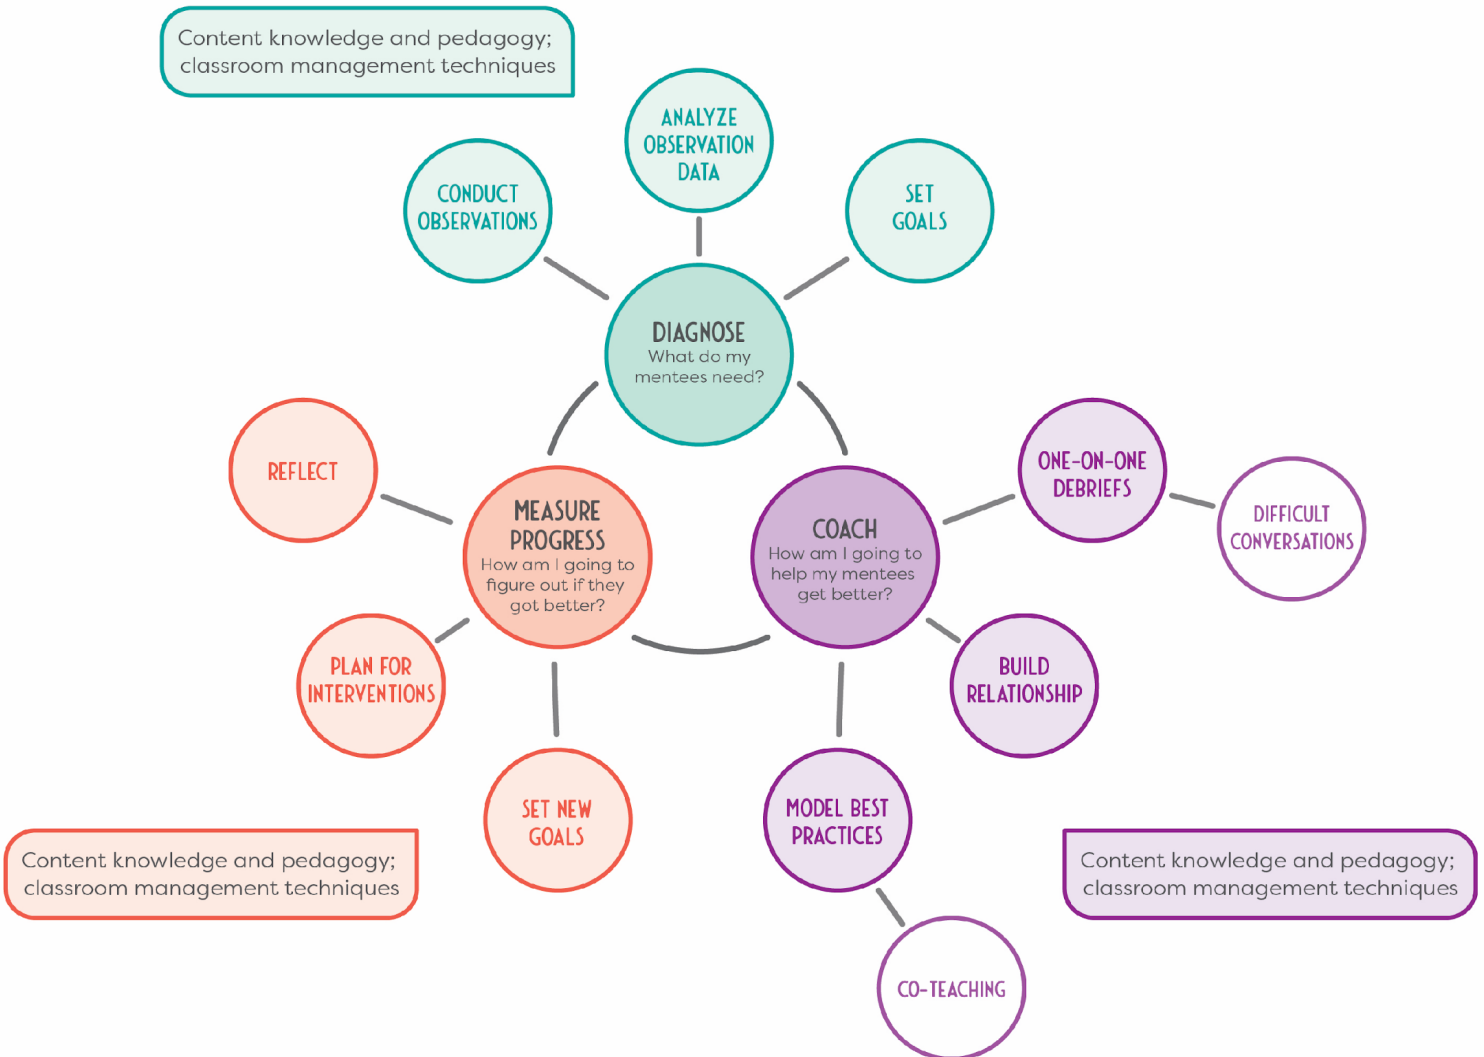 Content knowledge and pedagogy;
classroom management techniques
ANALYZE
OBSERVATION
DATA
CONDUCT
OBSERVATIONS
SET
GOALS
DIAGNOSE
What do my
mentees need?
REFLECT
MEASURE
PROGRESS
How am I going to
figure out if they
got better?
COACH
How am I going to
help my mentees
get better?
ONE-ON-ONE
DEBRIEFS
DIFFICULT
CONVERSATIONS
PLAN FOR
INTERVENTIONS
BUILD
RELATIONSHIP
SET NEW
GOALS
MODEL BEST
PRACTICES
Content knowledge and pedagogy;
classroom management techniques
Content knowledge and pedagogy;
classroom management techniques
CO-TEACHING